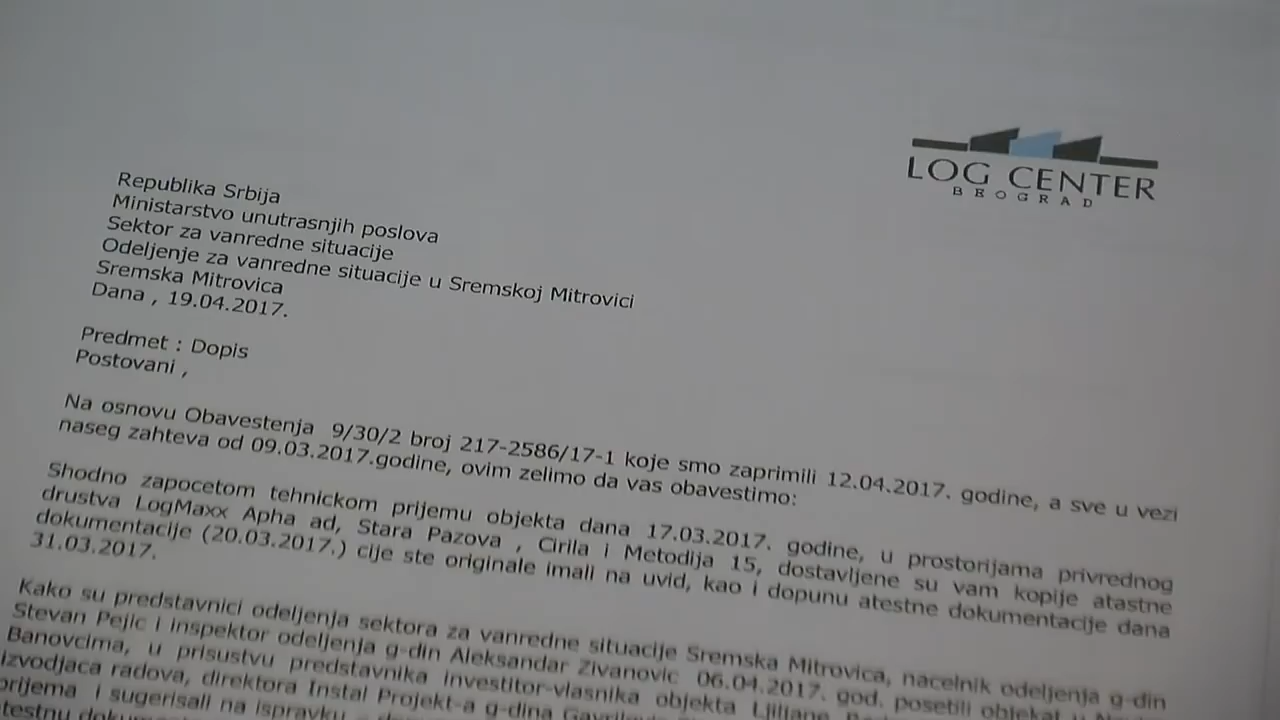 LOG CENTER
BEOGRAD
Republika Srbija
Ministarstvo unutrasnjih poslova
Sektor za vanredne situacije
Odeljenje za vanredne situacije u Sremskoj Mitrovici
Sremska Mitrovica
Dana , 19.04.2017.
Predmet : Dopis
Postovani ,
Na osnovu Obavestenja 9/30/2 broj 217-2586/17-1 koje smo zaprimili 12.04.2017. godine, a sve u vezi
naseg zahteva od 09.03.2017.godine, ovim zelimo da vas obavestimo:
Shodno zapocetom tehnickom prijemu objekta dana 17.03.2017. godine, u prostorijama privrednog
drustva LogMaxx Apha ad, Stara Pazova , Cirila i Metodija 15, dostavljene su vam kopije atastne
dokumentacije (20.03.2017.) cije ste originale imali na uvid, kao i dopunu atestne dokumentacije dana
31.03.2017.
Kako su predstavnici odeljenja sektora za vanredne situacije Sremska Mitrovica, nacelnik odeljenja g-din
Stevan Pejic i inspektor odeljenja g-din Aleksandar Zivanovic 06.04.2017. god. posetili objekat u
Banovcima, u prisustvu predstavnika investitor-vlasnika objekta Ljiljane
izvodjaca radova, direktora Instal Projekt-a g-dina
prijema i sugerisali na ispravku